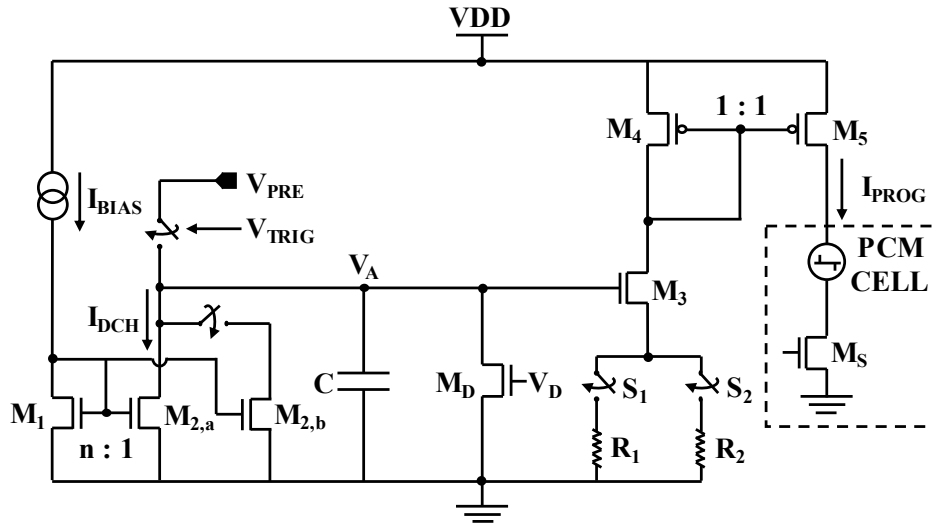 VDD
1 : 1
M4
M5
IBIAS
VPRE
VTRIG
IPROG
PCM
CELL
VA
M3
IDCH
MS
C
MD
VD
S1
S2
M1
M2,a
M2,b
n : 1
R1
R2